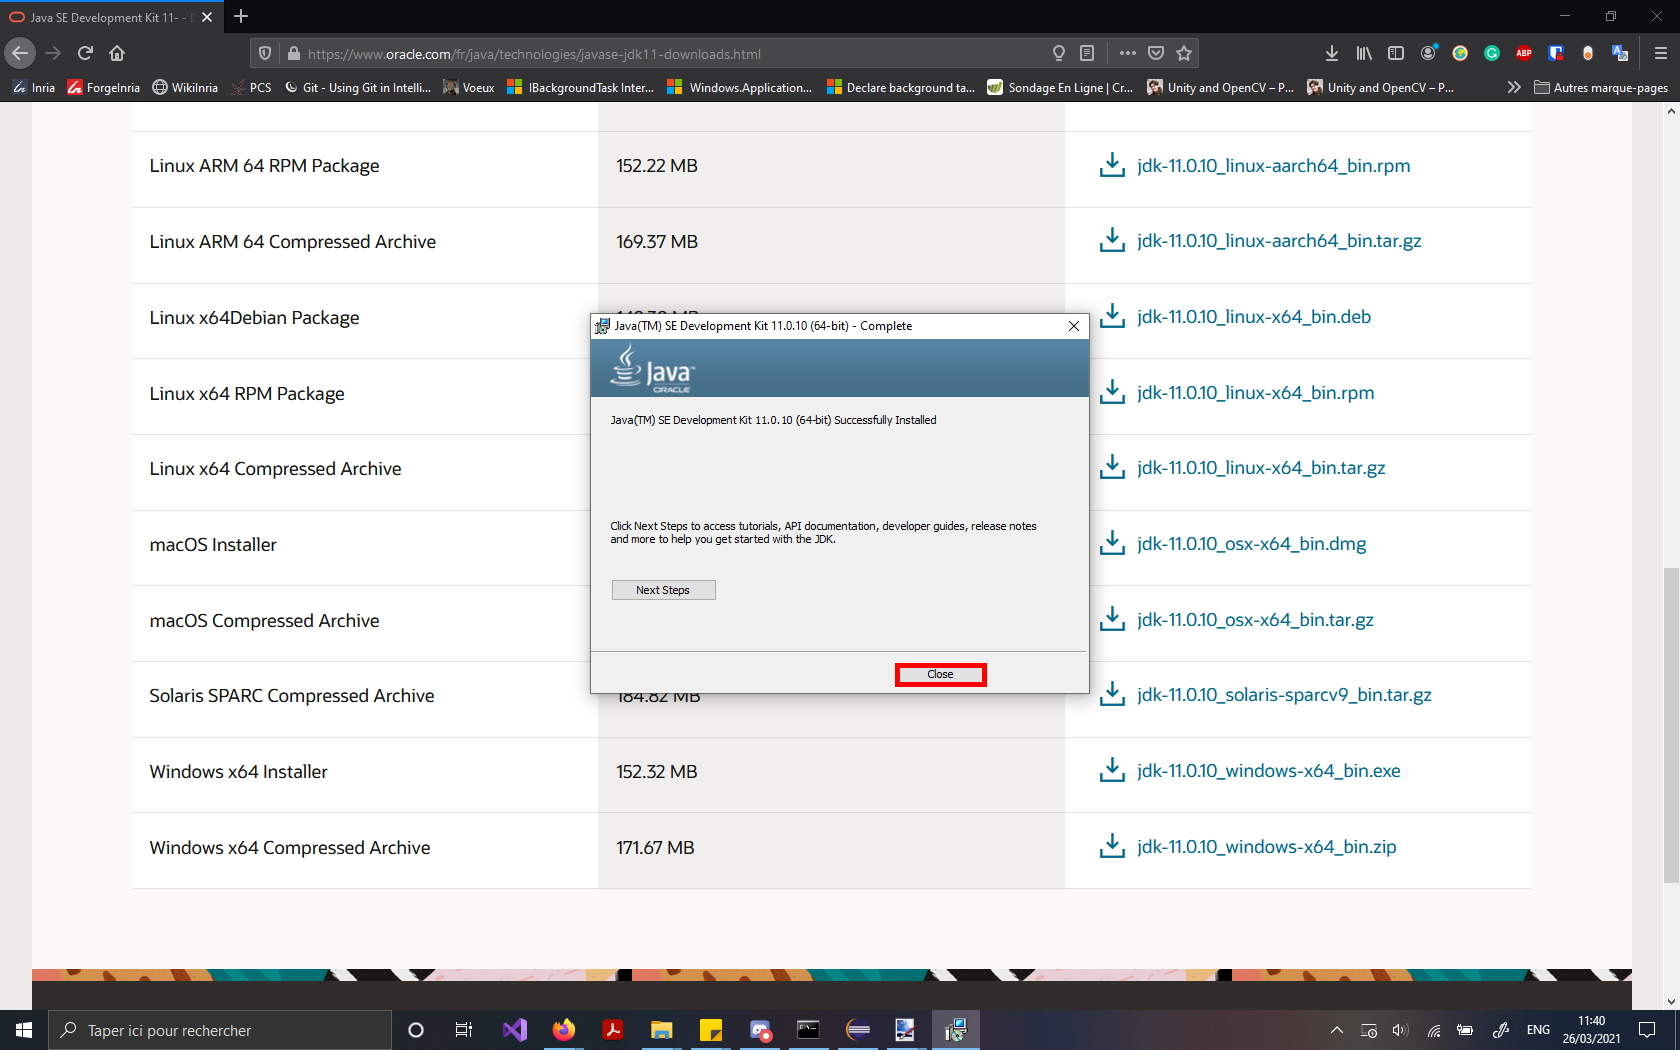 Java SE Development Kit 11- - D
https://www.oracle.com/fr/java/technologies/javase-jdk11-downloads.html
ABP
Inria
ForgeInria
WikiInria
PCS
Git - Using Git in Intelli...
Voeux
IBackgroundTask Inter...
Windows.Application...
Declare background ta...
Sondage En Ligne | Cr...
Unity and OpenCV – P...
Unity and OpenCV – P...
Autres marque-pages
Linux ARM 64 RPM Package 152.22 MB jdk-11.0.10_linux-aarch64_bin.rpm
Linux ARM 64 Compressed Archive 169.37 MB jdk-11.0.10_linux-aarch64_bin.tar.gz
Linux x64Debian Package jdk-11.0.10_linux-x64_bin.deb
Linux x64 RPM Package jdk-11.0.10_linux-x64_bin.rpm
Linux x64 Compressed Archive jdk-11.0.10_linux-x64_bin.tar.gz
macOS Installer jdk-11.0.10_osx-x64_bin.dmg
macOS Compressed Archive jdk-11.0.10_osx-x64_bin.tar.gz
Solaris SPARC Compressed Archive 184.82 MB jdk-11.0.10_solaris-sparcv9_bin.tar.gz
Windows x64 Installer 152.32 MB jdk-11.0.10_windows-x64_bin.exe
Windows x64 Compressed Archive 171.67 MB jdk-11.0.10_windows-x64_bin.zip
Java(TM) SE Development Kit 11.0.10 (64-bit) - Complete
Java™
ORACLE
Java(TM) SE Development Kit 11.0.10 (64-bit) Successfully Installed
Click Next Steps to access tutorials, API documentation, developer guides, release notes
and more to help you get started with the JDK.
Next Steps
Close
Taper ici pour rechercher
ENG
11:40
26/03/2021